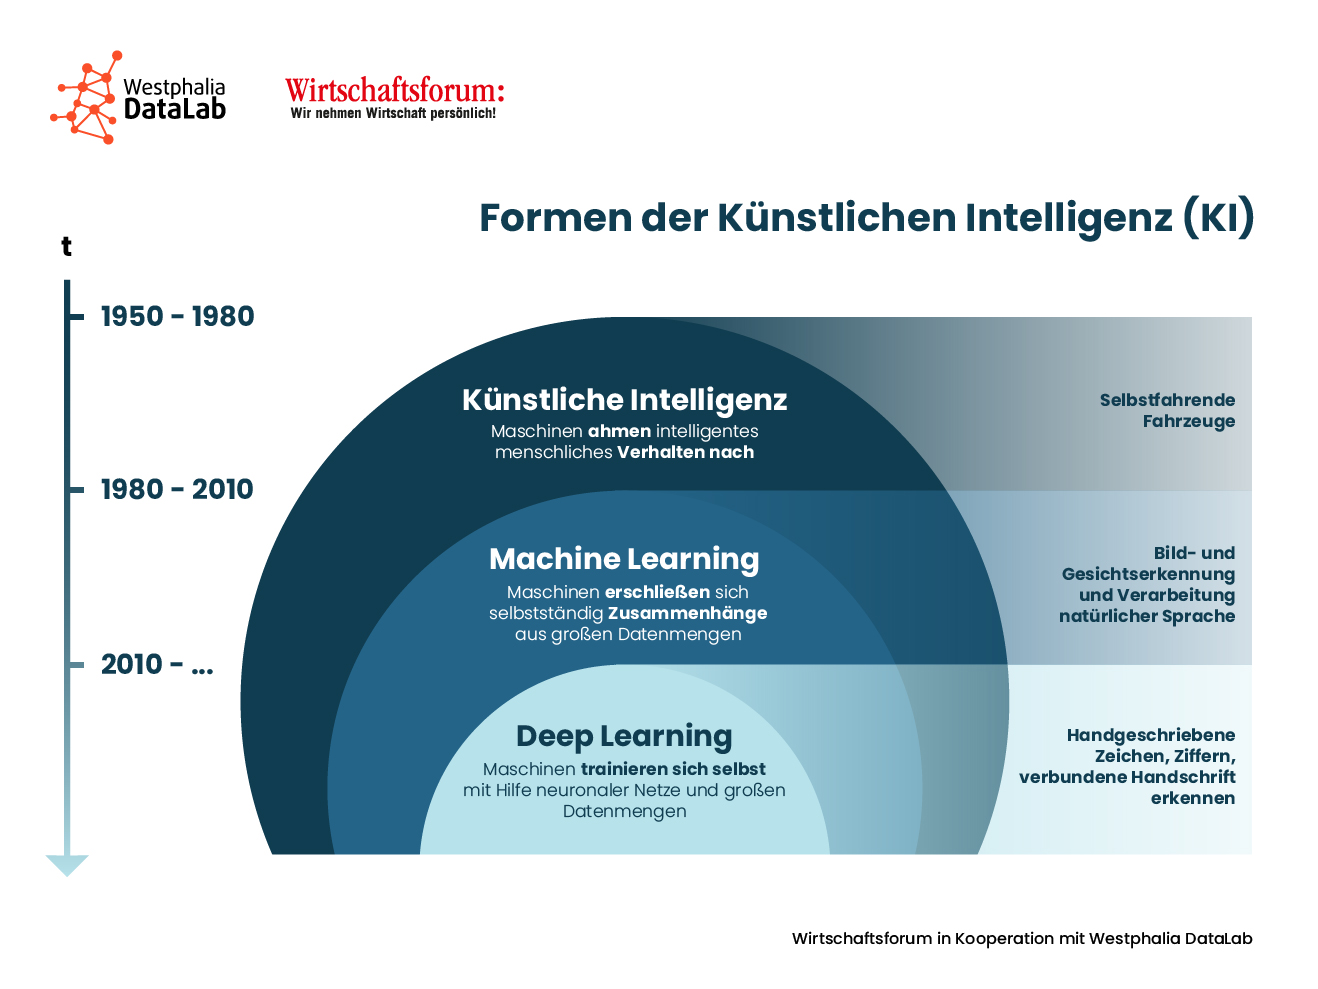 Westphalia
DataLab
Wirtschaftsforum:
Wir nehmen Wirtschaft persönlich!
Formen der Künstlichen Intelligenz (KI)
t
1950 - 1980
Künstliche Intelligenz
Maschinen ahmen intelligentes
menschliches Verhalten nach
Selbstfahrende
Fahrzeuge
1980 - 2010
Machine Learning
Maschinen erschließen sich
selbstständig Zusammenhänge
aus großen Datenmengen
Bild- und
Gesichtserkennung
und Verarbeitung
natürlicher Sprache
2010 - ...
Deep Learning
Maschinen trainieren sich selbst
mit Hilfe neuronaler Netze und großen
Datenmengen
Handgeschriebene
Zeichen, Ziffern,
verbundene Handschrift
erkennen
Wirtschaftsforum in Kooperation mit Westphalia DataLab